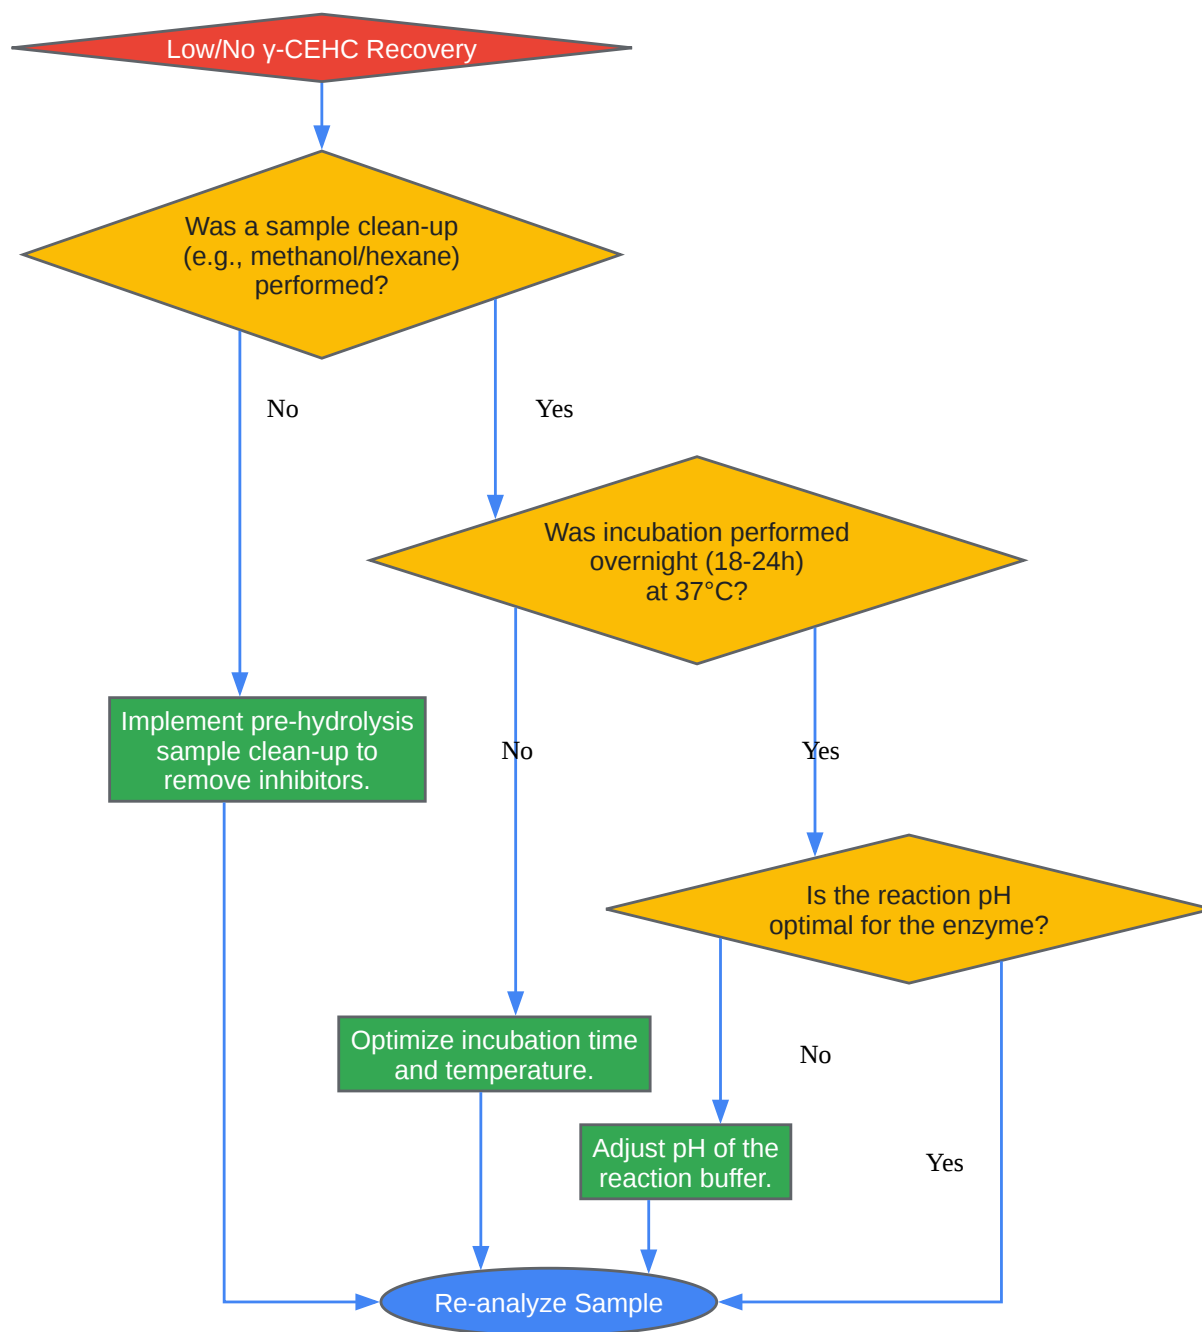 Low/No γ-CEHC Recovery
Was a sample clean-up
(e.g., methanol/hexane)
performed?
No
Yes
Was incubation performed
overnight (18-24h)
at 37°C?
Implement pre-hydrolysis
sample clean-up to
remove inhibitors.
No
Yes
Is the reaction pH
optimal for the enzyme?
Optimize incubation time
and temperature.
No
Adjust pH of the
reaction buffer.
Yes
Re-analyze Sample